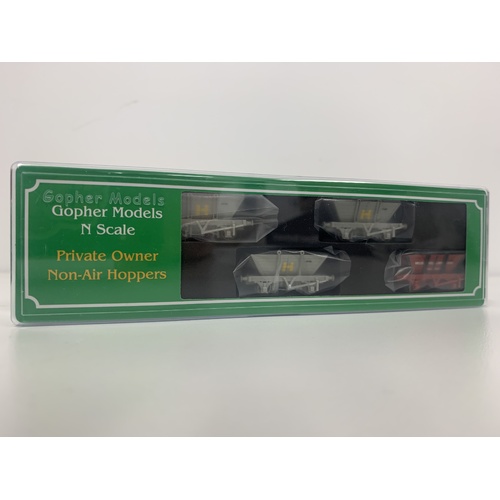 Gopher Models
Gopher Models
N Scale
Private Owner
Non-Air Hoppers
H
H
H